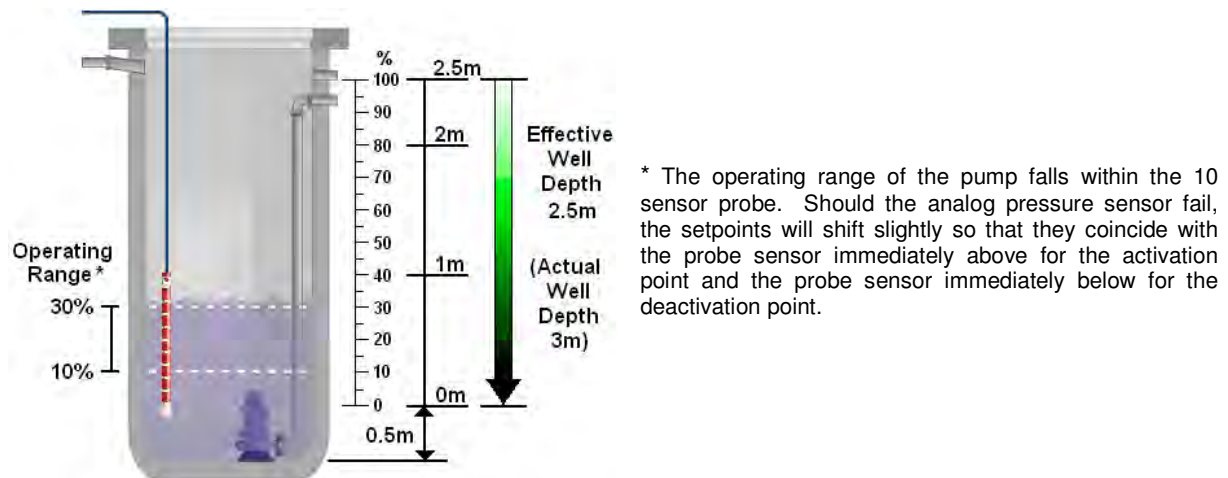 %
100
90
80
70
60
50
40
30
20
10
0
2.5m
2m
1m
0m
0.5m
Operating
Range *
30%
10%
Effective
Well
Depth
2.5m
(Actual
Well
Depth
3m)
* The operating range of the pump falls within the 10
sensor probe. Should the analog pressure sensor fail,
the setpoints will shift slightly so that they coincide with
the probe sensor immediately above for the activation
point and the probe sensor immediately below for the
deactivation point.